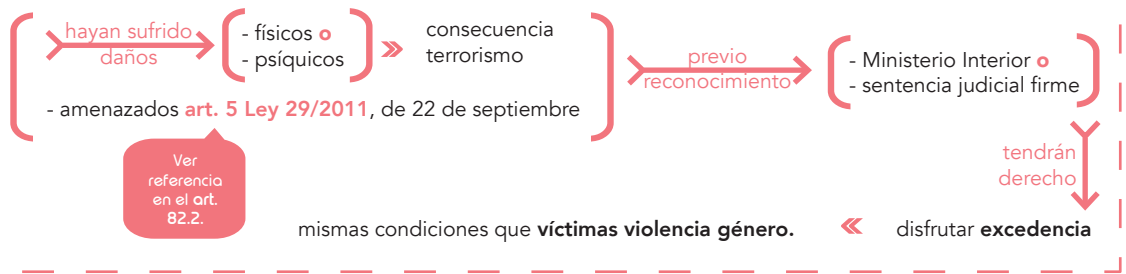 hayan sufrido
daños
- físicos o
- psíquicos
consecuencia
terrorismo
- amenazados art. 5 Ley 29/2011, de 22 de septiembre
Ver
referencia
en el art.
82.2.
previo
reconocimiento
- Ministerio Interior o
- sentencia judicial firme
tendrán
derecho
disfrutar excedencia
mismas condiciones que víctimas violencia género.